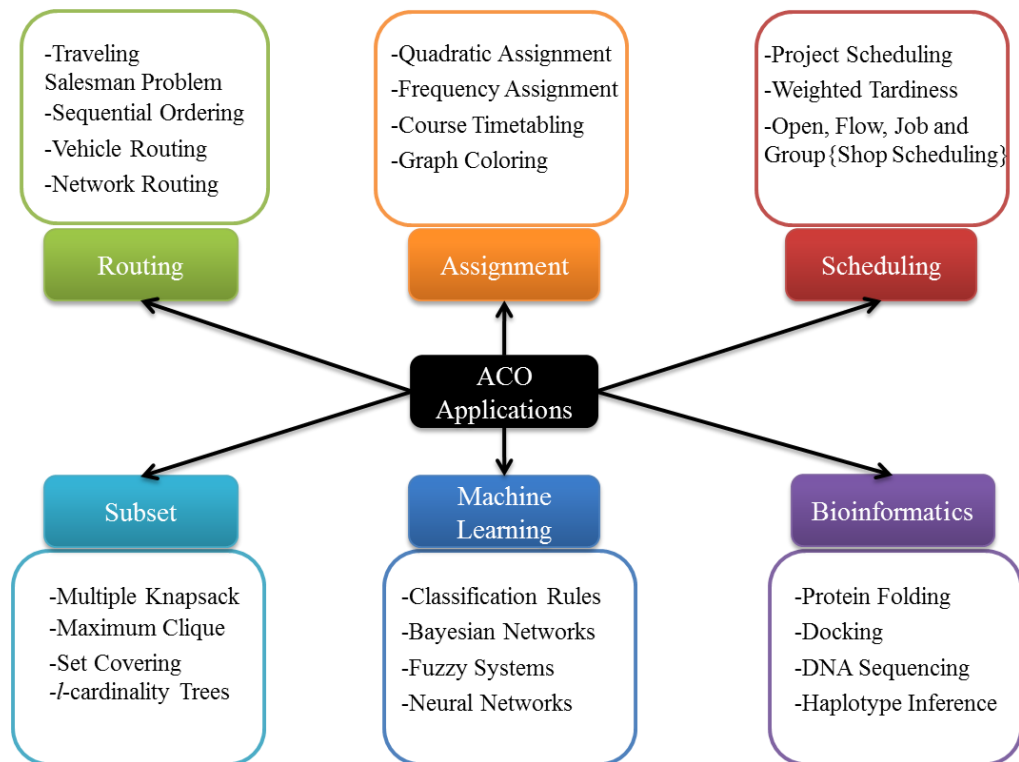 -Traveling
Salesman Problem
-Sequential Ordering
-Vehicle Routing
-Network Routing
Routing
-Quadratic Assignment
-Frequency Assignment
-Course Timetabling
-Graph Coloring
Assignment
-Project Scheduling
-Weighted Tardiness
-Open, Flow, Job and
Group{Shop Scheduling}
Scheduling
ACO
Applications
Subset
-Multiple Knapsack
-Maximum Clique
-Set Covering
-l-cardinality Trees
Machine
Learning
-Classification Rules
-Bayesian Networks
-Fuzzy Systems
-Neural Networks
Bioinformatics
-Protein Folding
-Docking
-DNA Sequencing
-Haplotype Inference